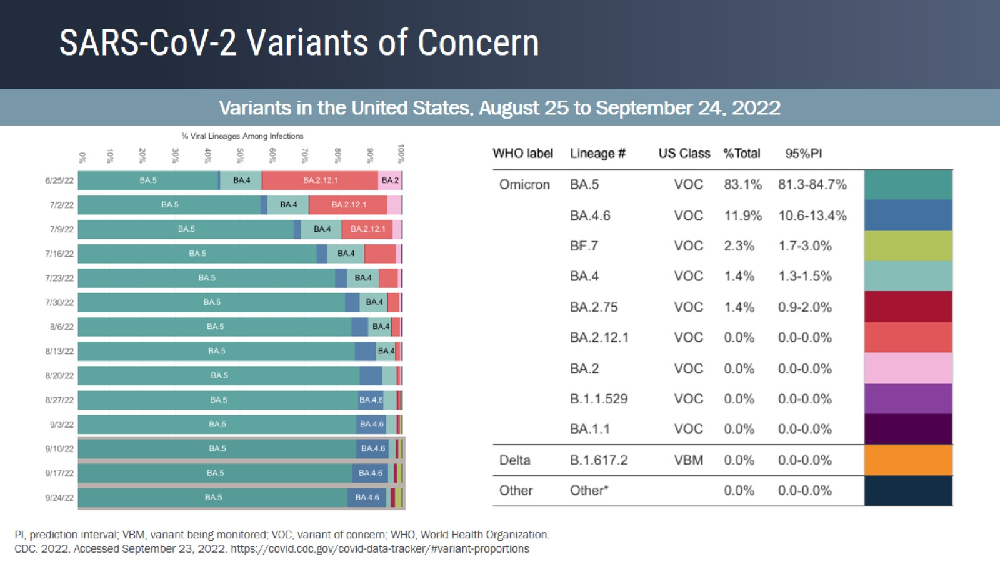 SARS-CoV-2 Variants of Concern
Variants in the United States, August 25 to September 24, 2022
% Viral Lineages Among Infections
0% 10% 20% 30% 40% 50% 60% 70% 80% 90% 100%
6/25/22 BA.5 BA.4 BA.2.12.1 BA.2
7/2/22 BA.5 BA.4 BA.2.12.1
7/9/22 BA.5 BA.4 BA.2.12.1
7/16/22 BA.5 BA.4
7/23/22 BA.5 BA.4
7/30/22 BA.5 BA.4
8/6/22 BA.5 BA.4
8/13/22 BA.5 BA.4
8/20/22 BA.5
8/27/22 BA.5 BA.4.6
9/3/22 BA.5 BA.4.6
9/10/22 BA.5 BA.4.6
9/17/22 BA.5 BA.4.6
9/24/22 BA.5 BA.4.6
WHO label Lineage # US Class %Total 95%PI
Omicron BA.5 VOC 83.1% 81.3-84.7%
BA.4.6 VOC 11.9% 10.6-13.4%
BF.7 VOC 2.3% 1.7-3.0%
BA.4 VOC 1.4% 1.3-1.5%
BA.2.75 VOC 1.4% 0.9-2.0%
BA.2.12.1 VOC 0.0% 0.0-0.0%
BA.2 VOC 0.0% 0.0-0.0%
B.1.1.529 VOC 0.0% 0.0-0.0%
BA.1.1 VOC 0.0% 0.0-0.0%
Delta B.1.617.2 VBM 0.0% 0.0-0.0%
Other Other* 0.0% 0.0-0.0%
PI, prediction interval; VBM, variant being monitored; VOC, variant of concern; WHO, World Health Organization.
CDC. 2022. Accessed September 23, 2022. https://covid.cdc.gov/covid-data-tracker/#variant-proportions